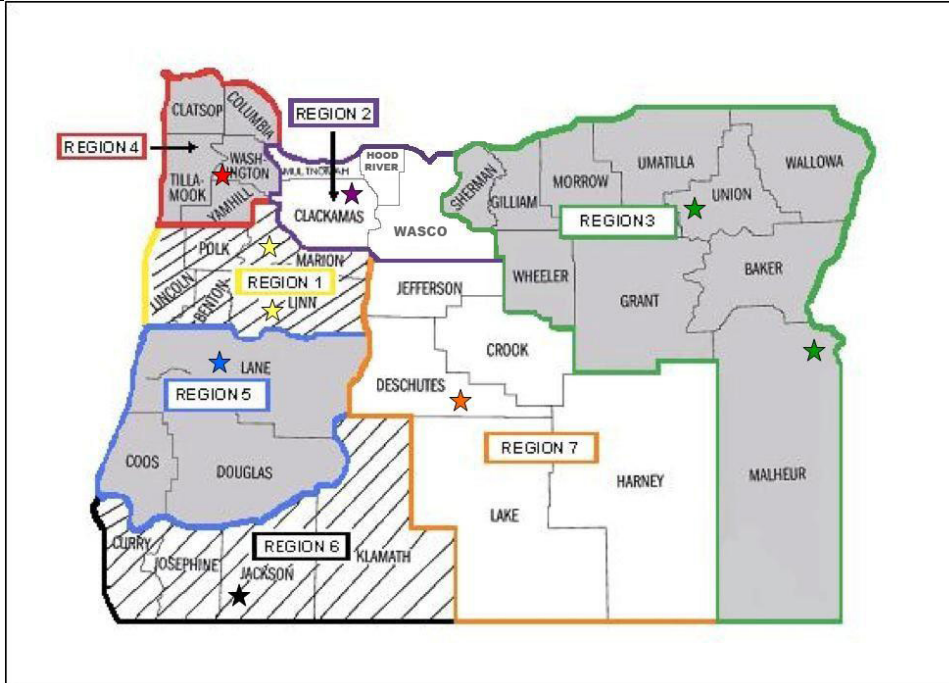 CLATSOP
COLUMBIA
REGION 2
REGION 4
WASH-
INGTON
TILLA-
MOOK
YAMHILL
MULTNOMAH
HOOD
RIVER
CLACKAMAS
WASCO
SHERMAN
GILLIAM
MORROW
UMATILLA
UNION
WALLOWA
REGION3
BAKER
WHEELER
GRANT
POLK
MARION
REGION 1
LINCOLN
BENTON
LINN
JEFFERSON
CROOK
DESCHUTES
LANE
REGION 5
COOS
DOUGLAS
REGION 7
HARNEY
LAKE
MALHEUR
CURRY
JOSEPHINE
REGION 6
JACKSON
KLAMATH